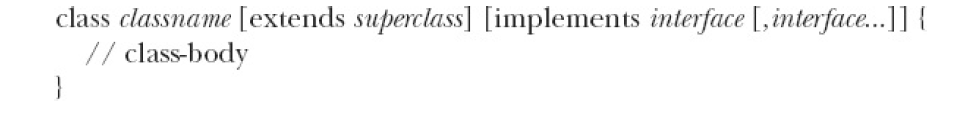 class classname [extends superclass] [implements interface [,interface...]] {
// class-body
}